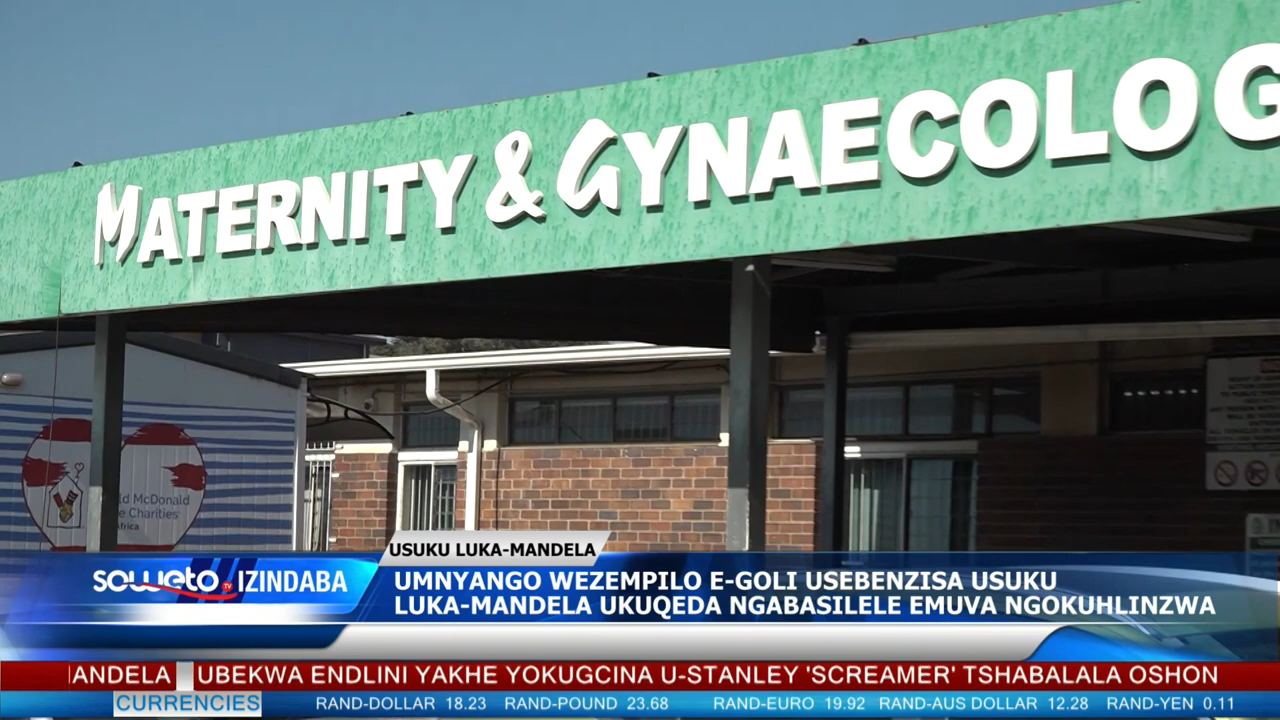 MATERNITY & GYNAECOLOG
ld McDonald
e Charities
Africa
USUKU LUKA-MANDELA
soweto TV IZINDABA
UMNYANGO WEZEMPILO E-GOLI USEBENZISA USUKU
LUKA-MANDELA UKUQEDA NGABASILELE EMUVA NGOKUHLINZWA
ANDELA UBEKWA ENDLINI YAKHE YOKUGCINA U-STANLEY 'SCREAMER' TSHABALALA OSHON
CURRENCIES RAND-DOLLAR 18.23 RAND-POUND 23.68 RAND-EURO 19.92 RAND-AUS DOLLAR 12.28 RAND-YEN 0.11